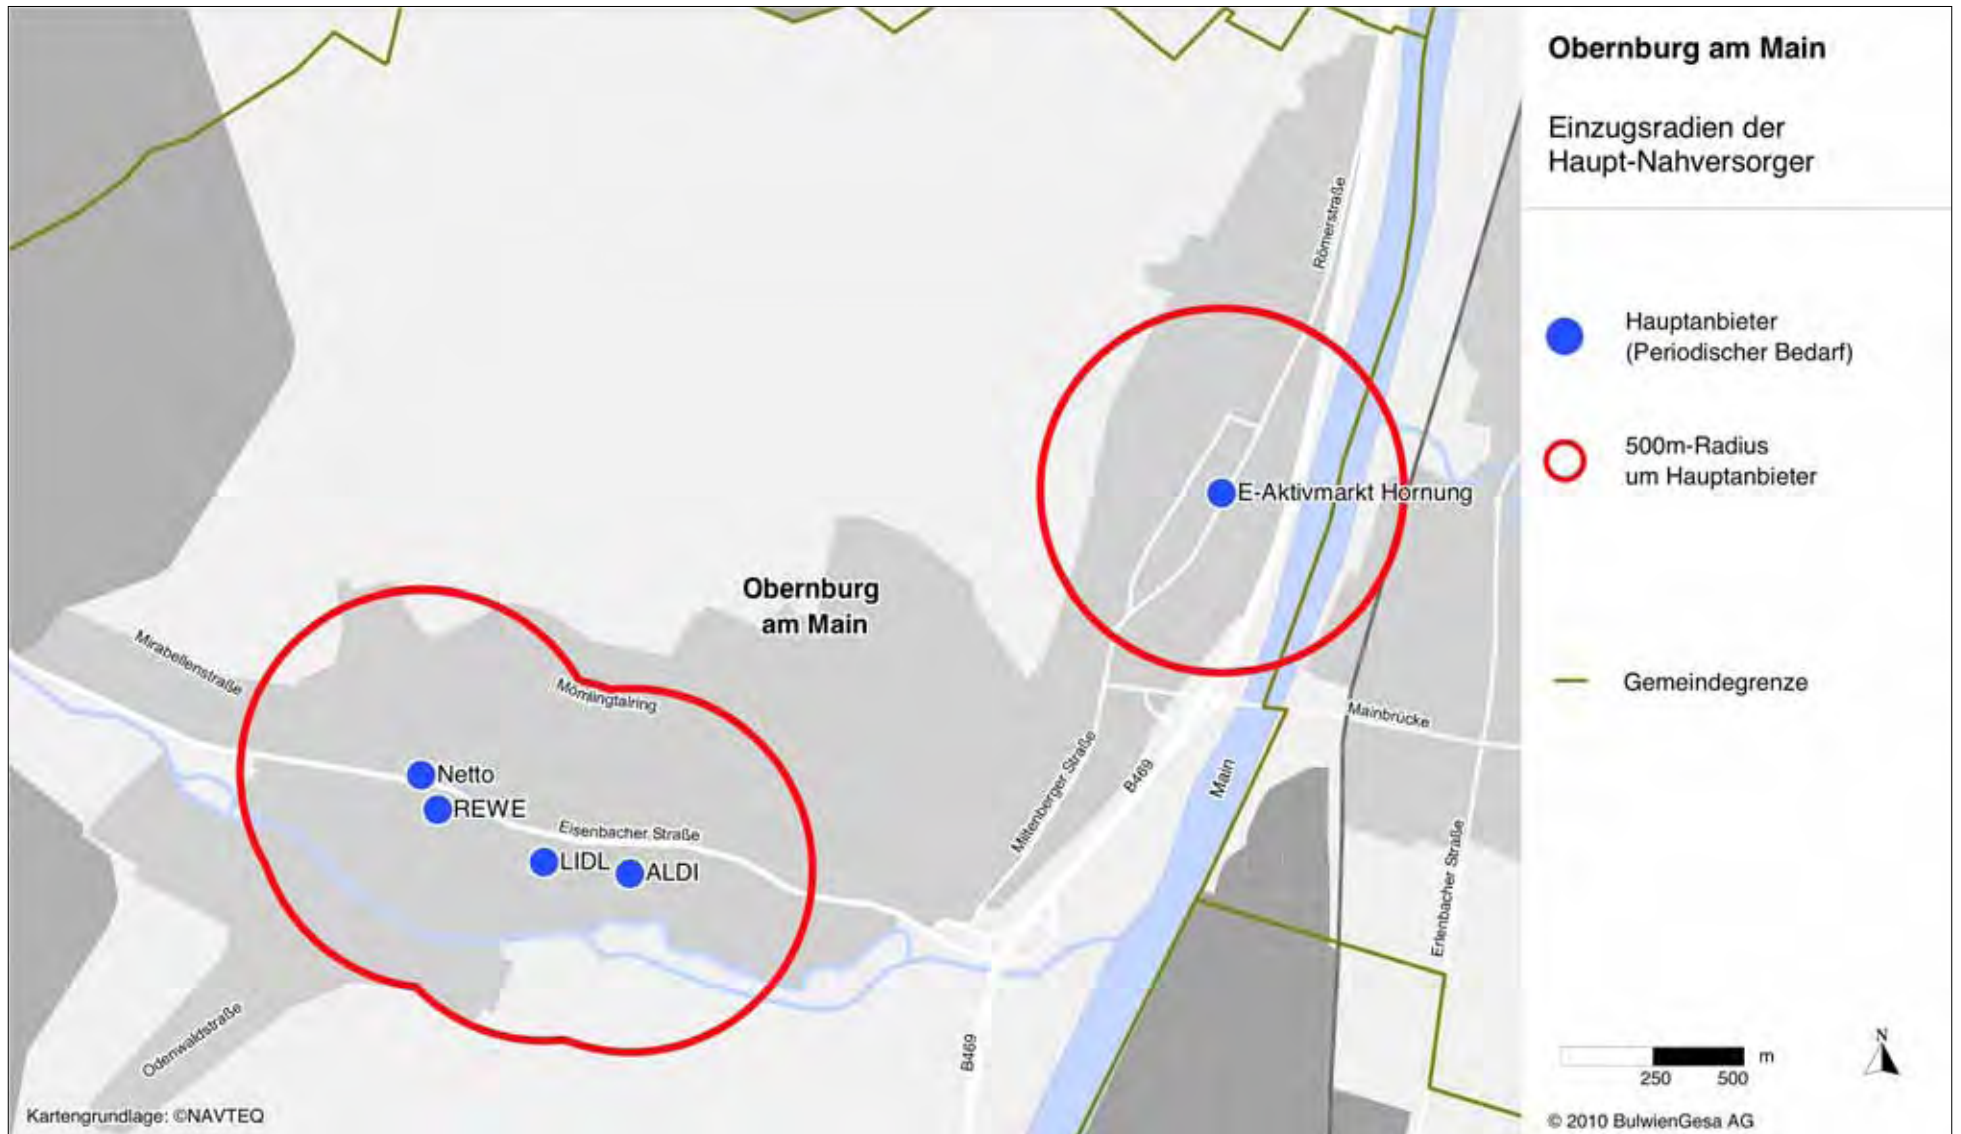 Obernburg am Main
Einzugsradien der
Haupt-Nahversorger
Hauptanbieter
(Periodischer Bedarf)
500m-Radius
um Hauptanbieter
Gemeindegrenze
N
m
250 500
© 2010 BulwienGesa AG
Römerstraße
E-Aktivmarkt Hornung
Obernburg
am Main
Mirabellenstraße
Mömlingtalring
Mainbrücke
Netto
REWE
Eisenbacher Straße
LIDL
ALDI
Miltenberger Straße
B469
Main
Erlenbacher Straße
Odenwaldstraße
B469
Kartengrundlage: ©NAVTEQ